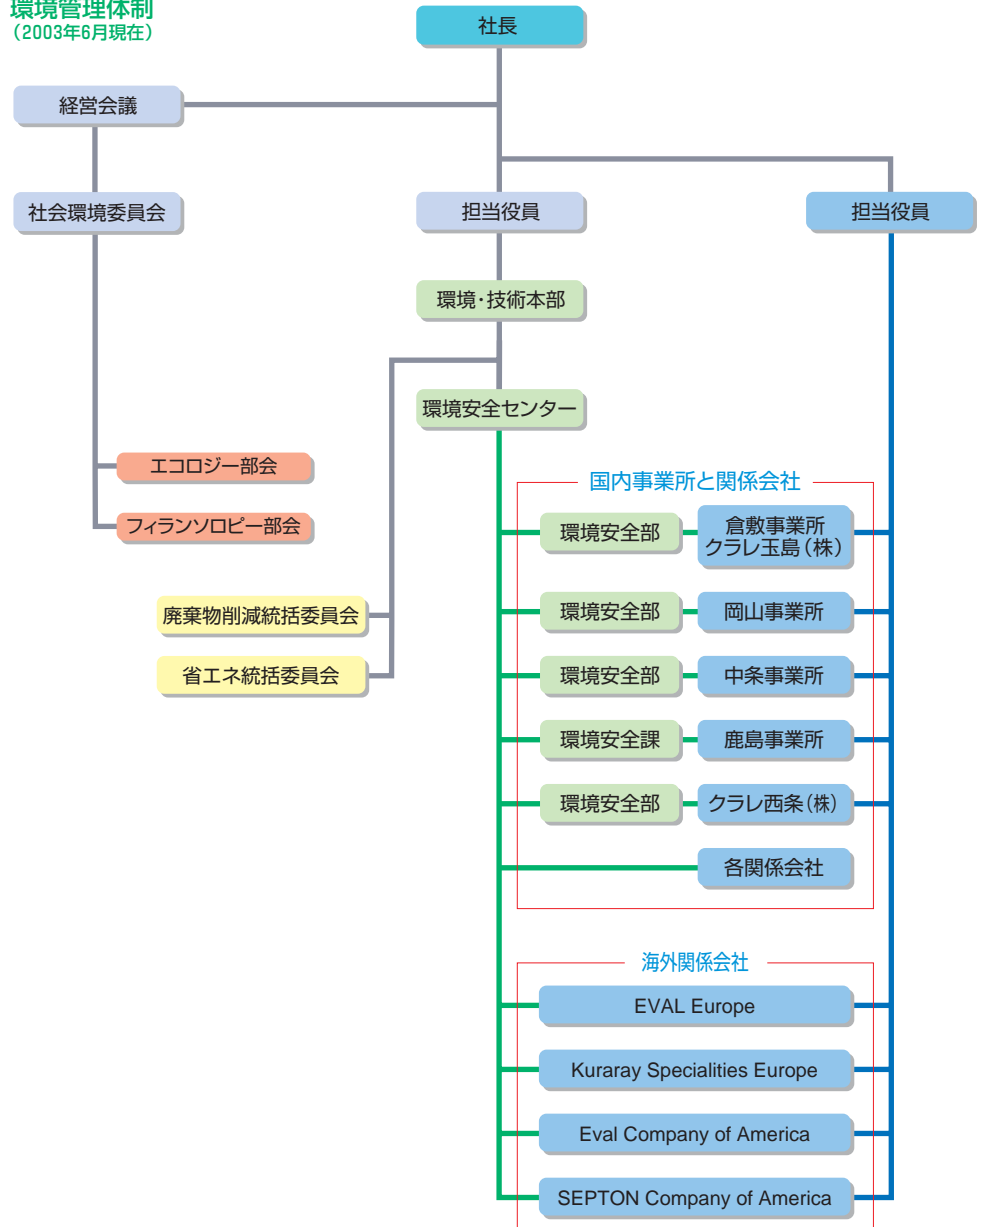 環境管理体制
(2003年6月現在)
社長
経営会議
社会環境委員会
担当役員
担当役員
環境・技術本部
環境安全センター
エコロジー部会
フィランソロピー部会
廃棄物削減統括委員会
省エネ統括委員会
国内事業所と関係会社
環境安全部
倉敷事業所
クラレ玉島(株)
環境安全部
岡山事業所
環境安全部
中条事業所
環境安全課
鹿島事業所
環境安全部
クラレ西条(株)
各関係会社
海外関係会社
EVAL Europe
Kuraray Specialities Europe
Eval Company of America
SEPTON Company of America